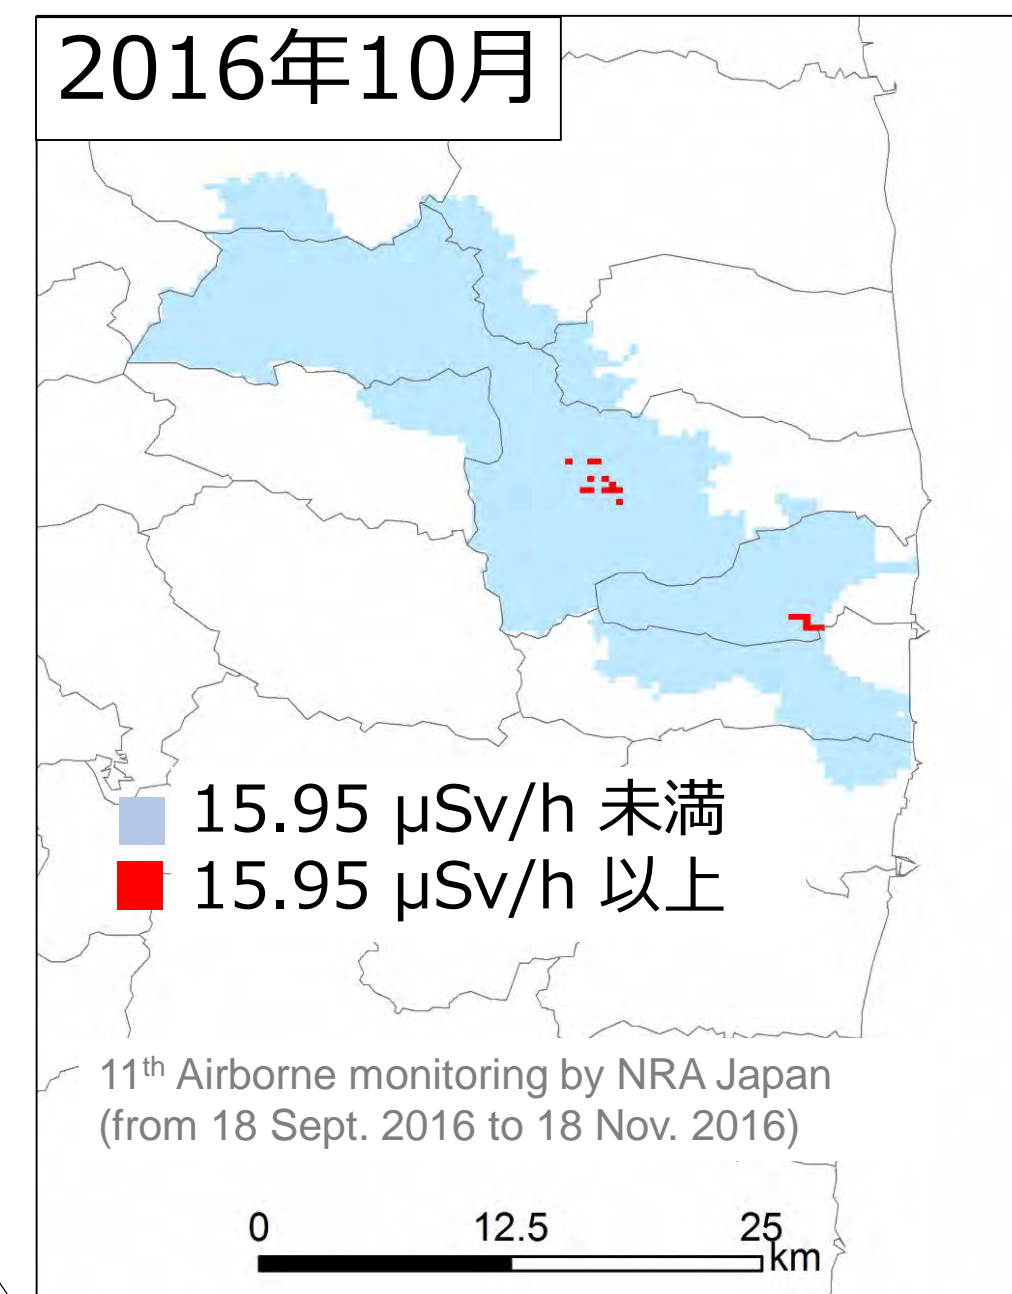 2016年10月
15.95 μSv/h 未満
15.95 μSv/h 以上
11th Airborne monitoring by NRA Japan
(from 18 Sept. 2016 to 18 Nov. 2016)
0 12.5 25
km